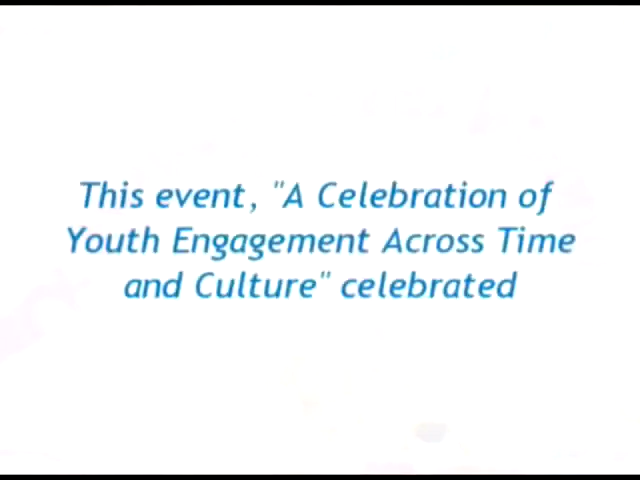 This event, "A Celebration of
Youth Engagement Across Time
and Culture" celebrated